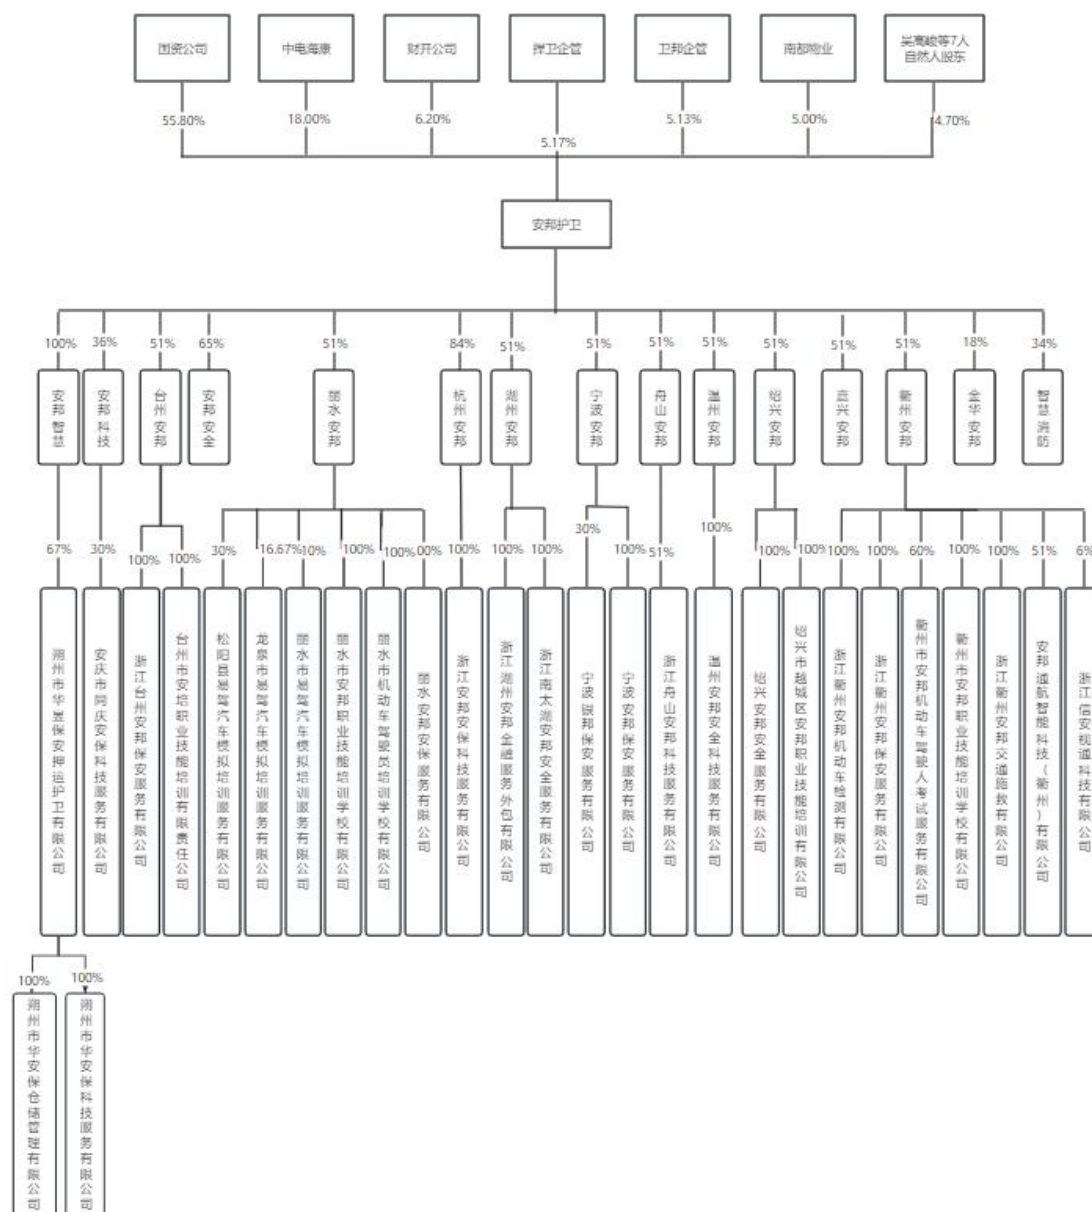 国资公司
中电海康
财开公司
捍卫企管
卫邦企管
南都物业
吴高峻等7人
自然人股东
55.80%
18.00%
6.20%
5.17%
5.13%
5.00%
4.70%
安邦护卫
100%
36%
51%
65%
51%
84%
51%
51%
51%
51%
51%
51%
51%
18%
34%
安邦智慧
安邦科技
台州安邦
安邦安全
丽水安邦
杭州安邦
湖州安邦
宁波安邦
舟山安邦
温州安邦
绍兴安邦
嘉兴安邦
衢州安邦
金华安邦
智慧消防
67%
30%
100%
100%
30%
16.67%
10%
100%
100%
00%
100%
100%
100%
30%
100%
51%
100%
100%
100%
100%
100%
60%
100%
100%
51%
6%
朔州市华昱保安押运护卫有限公司
安庆市同庆安保科技服务有限公司
浙江台州安邦保安服务有限公司
台州市安培职业技能培训有限责任公司
松阳县易驾汽车模拟培训服务有限公司
龙泉市易驾汽车模拟培训服务有限公司
丽水市易驾汽车模拟培训服务有限公司
丽水市安邦职业技能培训学校有限公司
丽水市机动车驾驶员培训学校有限公司
丽水安邦安保服务有限公司
浙江安邦安保科技服务有限公司
浙江湖州安邦金融服务外包有限公司
浙江南太湖安邦安全服务有限公司
宁波镇邦保安服务有限公司
宁波安邦保安服务有限公司
浙江舟山安邦科技服务有限公司
温州安邦安全科技服务有限公司
绍兴安邦安全服务有限公司
绍兴市越城区安邦职业技能培训有限公司
浙江衢州安邦机动车检测有限公司
浙江衢州安邦保安服务有限公司
衢州市安邦机动车驾驶人考试服务有限公司
衢州市安邦职业技能培训学校有限公司
浙江衢州安邦交通施救有限公司
安邦通航智能科技（衢州）有限公司
浙江信安视通科技有限公司
100%
100%
朔州市华安保仓储管理有限公司
朔州市华安保科技服务有限公司